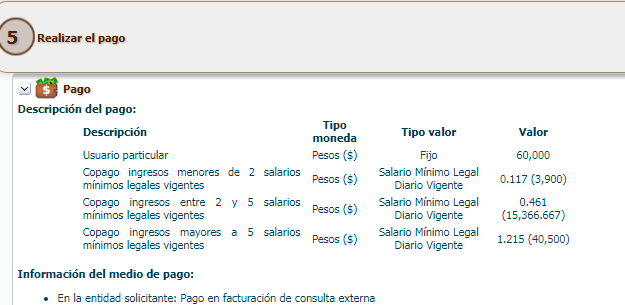 5
Realizar el pago
$ Pago
Descripción del pago:
Descripción Tipo moneda Tipo valor Valor
Usuario particular Pesos ($) Fijo 60,000
Copago ingresos menores de 2 salarios
mínimos legales vigentes
Pesos ($)
Salario Mínimo Legal
Diario Vigente
0.117 (3,900)
Copago ingresos entre 2 y 5 salarios
mínimos legales vigentes
Pesos ($)
Salario Mínimo Legal
Diario Vigente
0.461
(15,366.667)
Copago ingresos mayores a 5 salarios
mínimos legales vigentes
Pesos ($)
Salario Mínimo Legal
Diario Vigente
1.215 (40,500)
Información del medio de pago:
• En la entidad solicitante: Pago en facturación de consulta externa